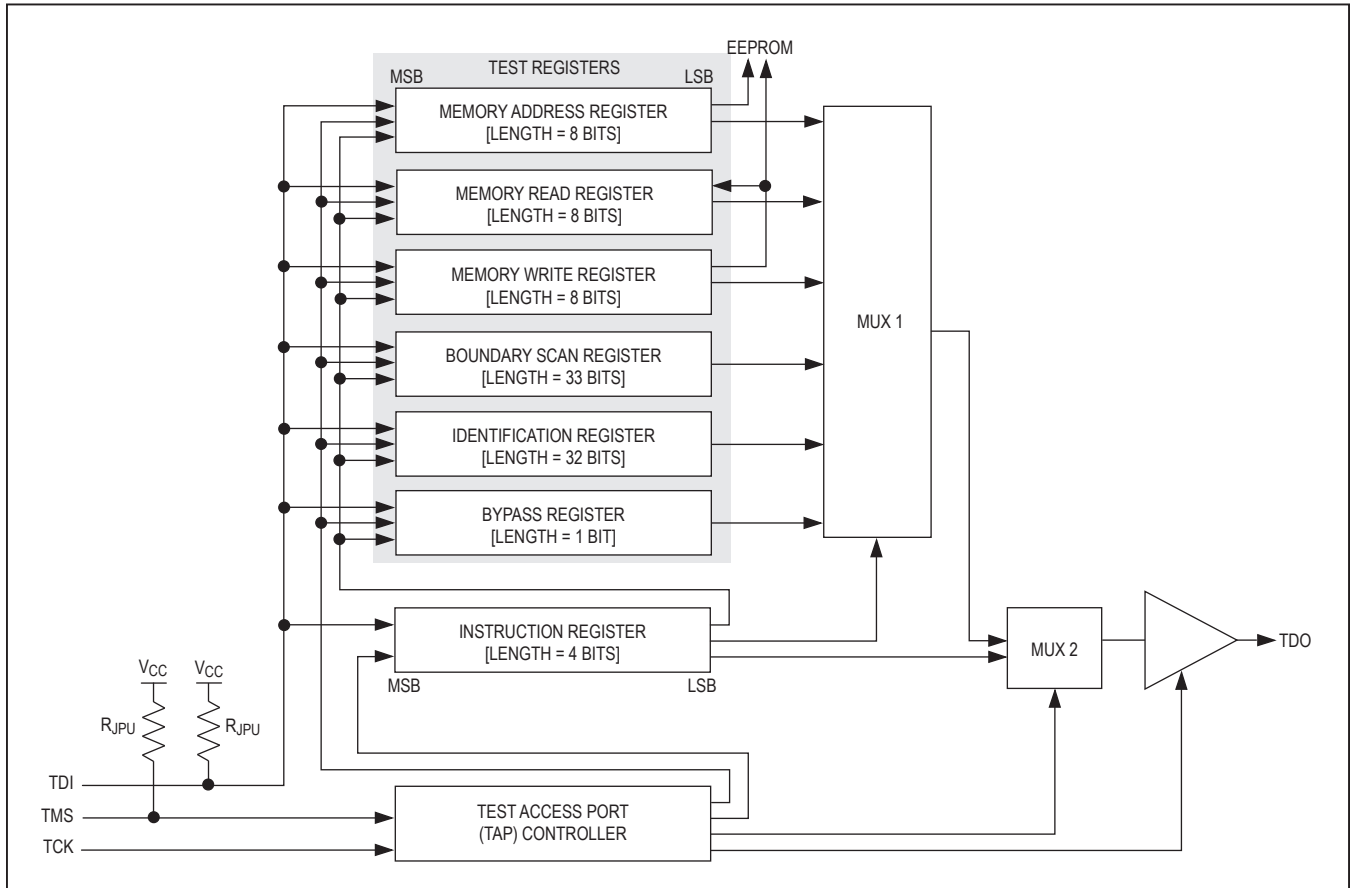 EEPROM
TEST REGISTERS
MSB
LSB
MEMORY ADDRESS REGISTER
[LENGTH = 8 BITS]
MEMORY READ REGISTER
[LENGTH = 8 BITS]
MEMORY WRITE REGISTER
[LENGTH = 8 BITS]
MUX 1
BOUNDARY SCAN REGISTER
[LENGTH = 33 BITS]
IDENTIFICATION REGISTER
[LENGTH = 32 BITS]
BYPASS REGISTER
[LENGTH = 1 BIT]
INSTRUCTION REGISTER
[LENGTH = 4 BITS]
MSB
LSB
MUX 2
TDO
VCC
VCC
RJPU
RJPU
TDI
TMS
TCK
TEST ACCESS PORT
(TAP) CONTROLLER